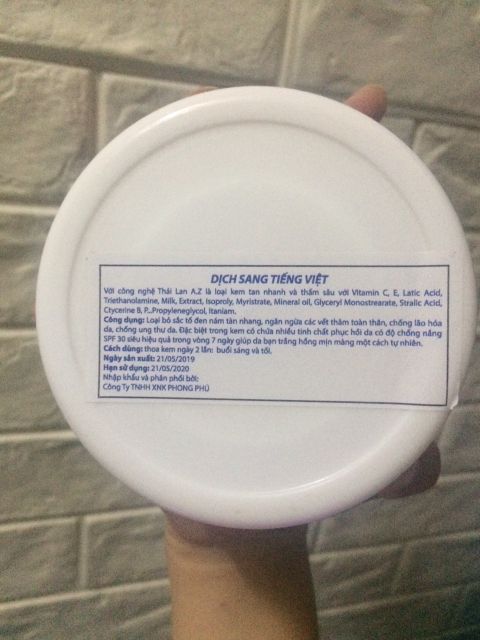 DỊCH SANG TIẾNG VIỆT
Với công nghệ Thái Lan A.Z là loại kem tan nhanh và thấm sâu với Vitamin C, E, Latic Acid,
Triethanolamine, Milk, Extract, Isoproly, Myristrate, Mineral oil, Glyceryl Monostrearate, Stralic Acid,
Ctycerine B, P..Propyleneglycol, Itaniem.
Công dụng: Loại bỏ sắc tố đen nám tàn nhang, ngăn ngừa các vết thâm toàn thân, chống lão hóa
da, chống ung thư da. Đặc biệt trong kem có chứa nhiều tinh chất phục hồi da có độ chống nắng
SPF 30 siêu hiệu quả trong vòng 7 ngày giúp da bạn trắng hồng mịn màng một cách tự nhiên.
Cách dùng: thoa kem ngày 2 lần: buổi sáng và tối.
Ngày sản xuất: 21/05/2019
Hạn sử dụng: 21/05/2020
Nhập khẩu và phân phối bởi:
Công Ty TNHH XNK PHONG PHÚ